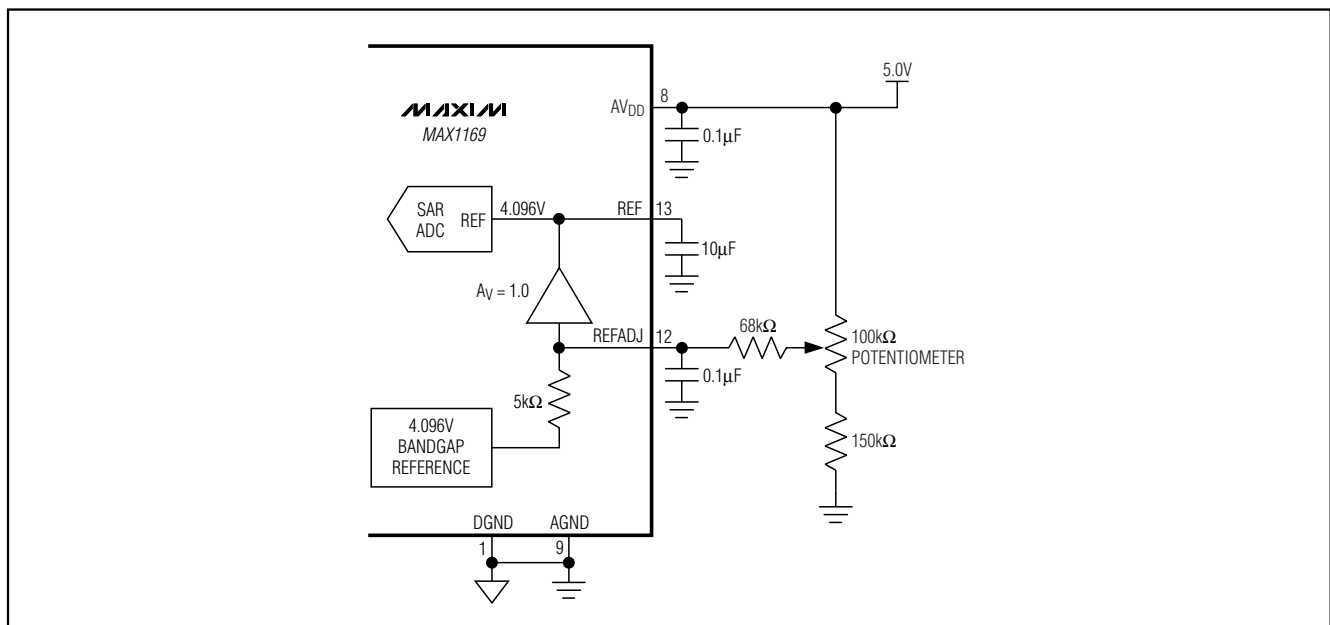 5.0V
8
AVDD
MAXIM
MAX1169
0.1µF
SAR
ADC
REF
4.096V
REF
13
10µF
AV = 1.0
REFADJ
12
68kΩ
100kΩ
POTENTIOMETER
0.1µF
5kΩ
4.096V
BANDGAP
REFERENCE
150kΩ
DGND
AGND
1
9